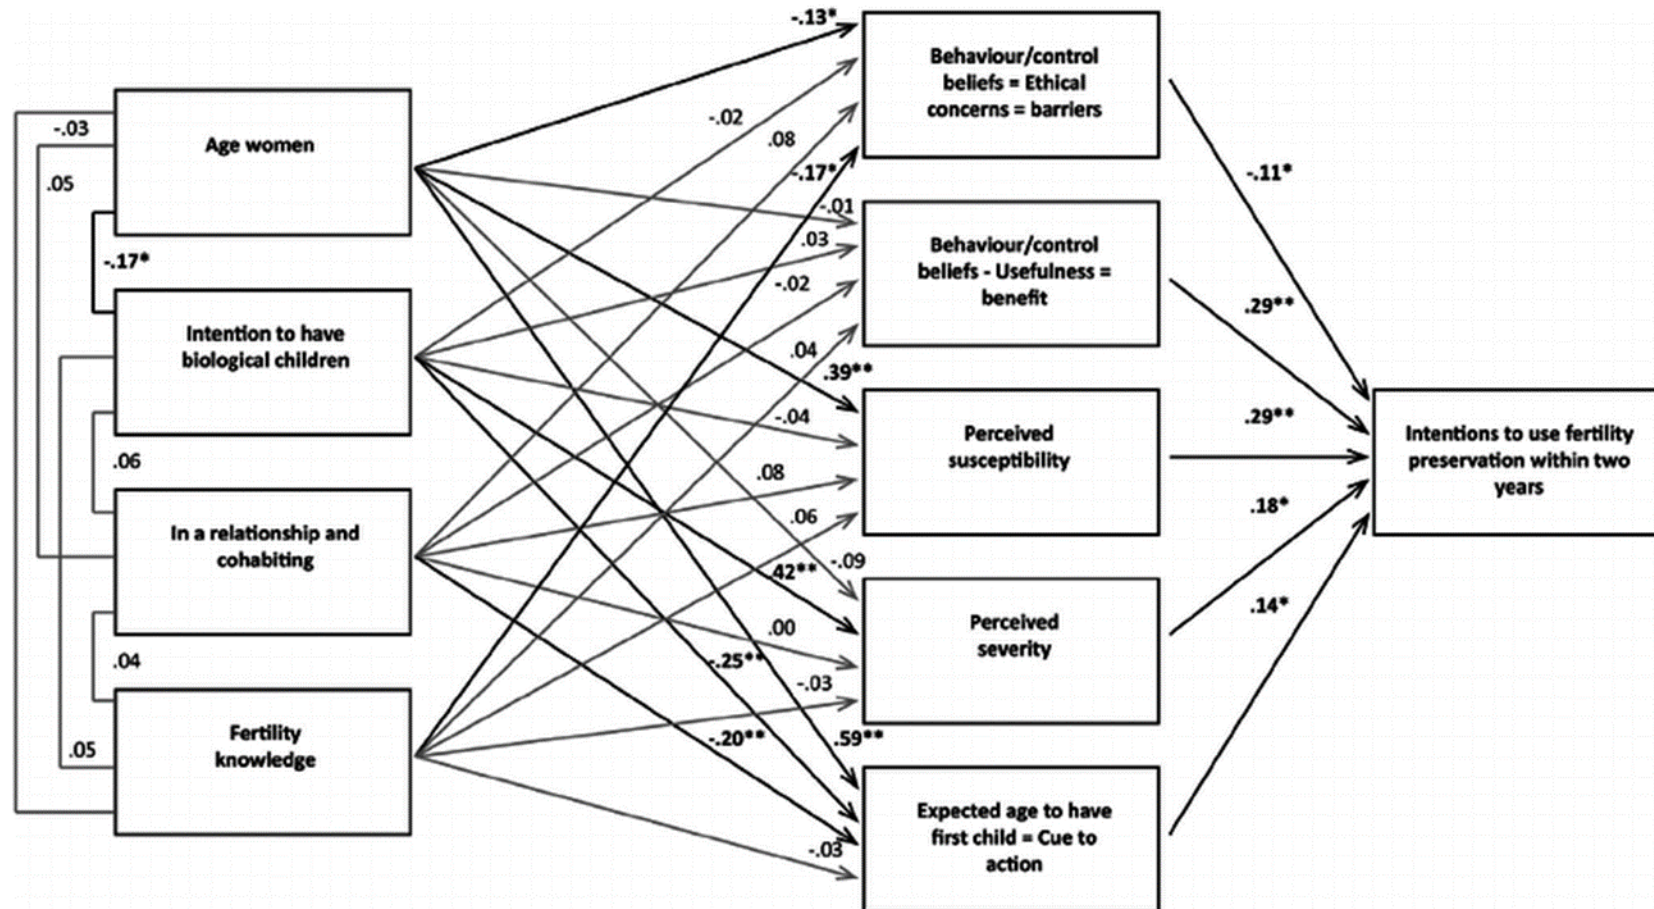 -.13*
Behaviour/control
beliefs = Ethical
concerns = barriers
-.03
Age women
-.02
.08
-.17*
-.11*
.05
-.01
.03
Behaviour/control
beliefs - Usefulness =
benefit
-.17*
-.02
.29**
Intention to have
biological children
.04
.39**
-.04
.29**
Perceived
susceptibility
Intentions to use fertility
preservation within two
years
.06
.08
.06
.18*
In a relationship and
cohabiting
-.09
.42**
.00
.14*
Perceived
severity
.04
-.25**
-.03
Fertility
knowledge
.05
-.20**
.59**
Expected age to have
first child = Cue to
action
-.03